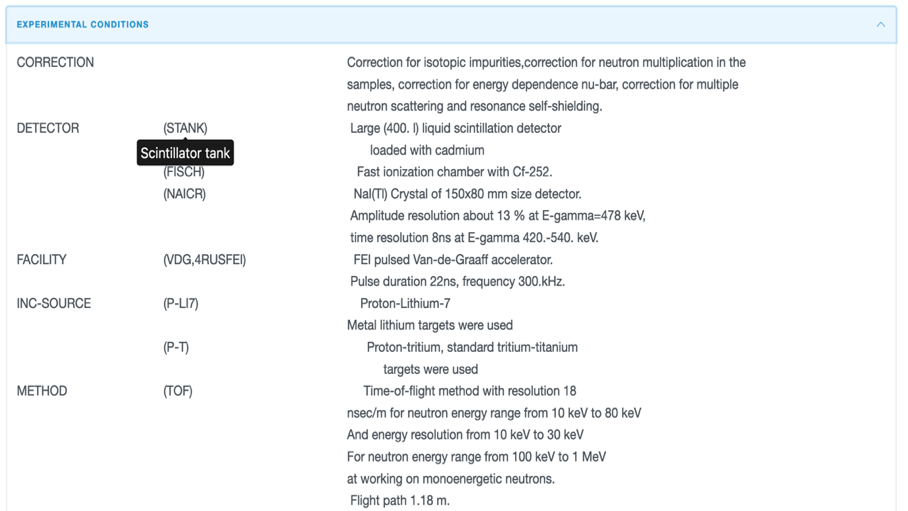 EXPERIMENTAL CONDITIONS
CORRECTION Correction for isotopic impurities,correction for neutron multiplication in the
samples, correction for energy dependence nu-bar, correction for multiple
neutron scattering and resonance self-shielding.
DETECTOR (STANK) Large (400. l) liquid scintillation detector
Scintillator tank loaded with cadmium
(FISCH) Fast ionization chamber with Cf-252.
(NAICR) NaI(Tl) Crystal of 150x80 mm size detector.
Amplitude resolution about 13 % at E-gamma=478 keV,
time resolution 8ns at E-gamma 420.-540. keV.
FACILITY (VDG,4RUSFEI) FEI pulsed Van-de-Graaff accelerator.
Pulse duration 22ns, frequency 300.kHz.
INC-SOURCE (P-LI7) Proton-Lithium-7
Metal lithium targets were used
(P-T) Proton-tritium, standard tritium-titanium
targets were used
METHOD (TOF) Time-of-flight method with resolution 18
nsec/m for neutron energy range from 10 keV to 80 keV
And energy resolution from 10 keV to 30 keV
For neutron energy range from 100 keV to 1 MeV
at working on monoenergetic neutrons.
Flight path 1.18 m.